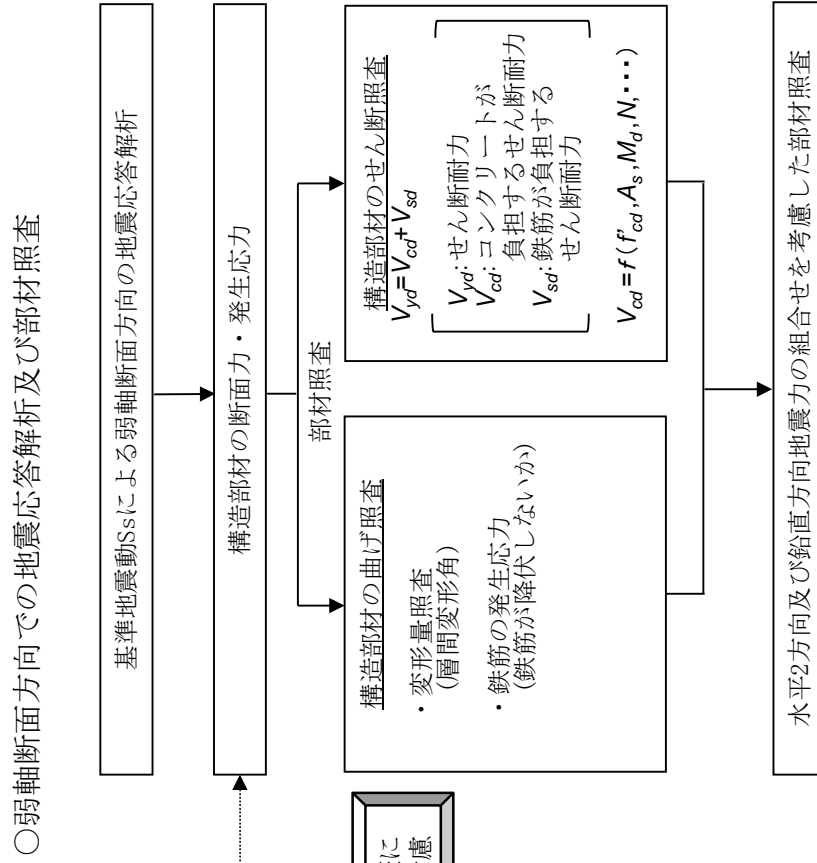 ○弱軸断面方向での地震応答解析及び部材照査
基準地震動Ssによる弱軸断面方向の地震応答解析
構造部材の断面力・発生応力
部材照査
構造部材の曲げ照査
・変形量照査
(層間変形角)
・鉄筋の発生応力
(鉄筋が降伏しないか)
構造部材のせん断照査
Vyd=Vcd+Vsd
Vyd:せん断耐力
Vcd:コンクリートが
負担するせん断耐力
Vsd:鉄筋が負担する
せん断耐力
Vcd=f(f'cd,As,Md,N,・・・)
水平2方向及び鉛直方向地震力の組合せを考慮した部材照査
に
慮